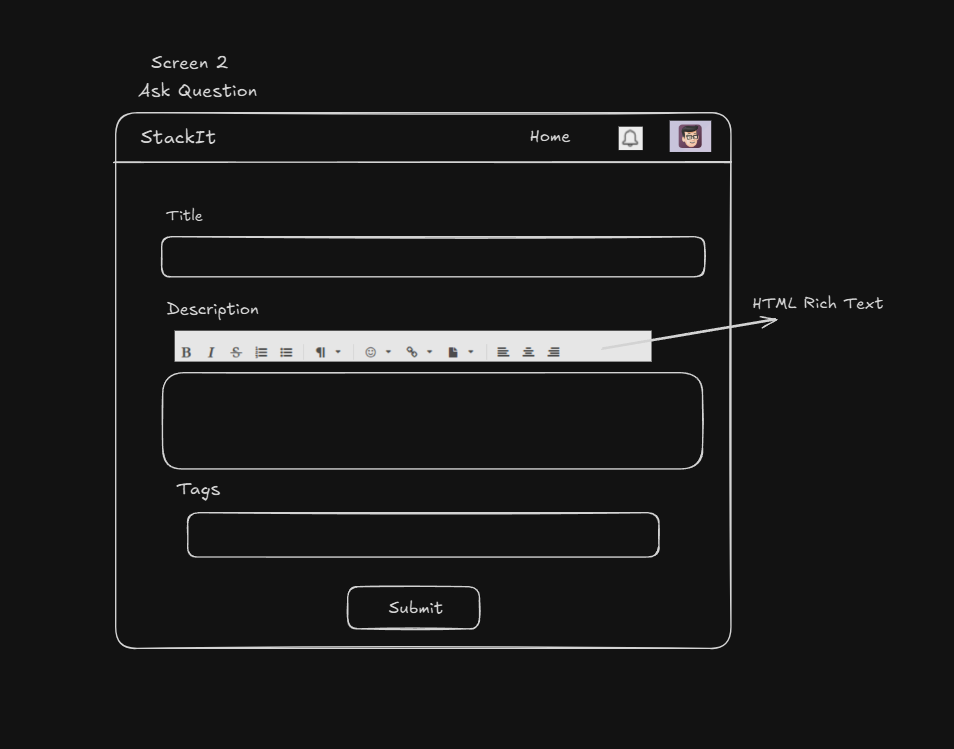 Screen 2
Ask Question
StackIt
Home
Title
Description
HTML Rich Text
B I S
Tags
Submit